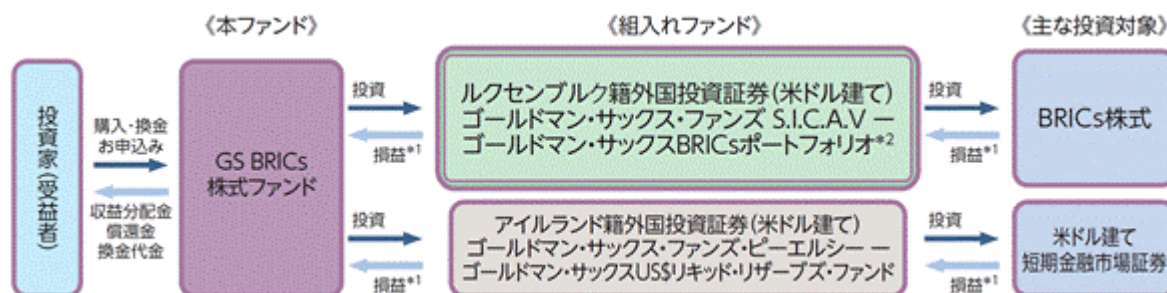 《本ファンド》
《組入れファンド》
《主な投資対象》
投資家(受益者)
購入・換金
お申込み
収益分配金
償還金
換金代金
GS BRICs
株式ファンド
投資
損益*1
ルクセンブルク籍外国投資証券(米ドル建て)
ゴールドマン・サックス・ファンズ S.I.C.A.V ー
ゴールドマン・サックスBRICsポートフォリオ*2
投資
損益*1
BRICs株式
投資
損益*1
アイルランド籍外国投資証券(米ドル建て)
ゴールドマン・サックス・ファンズ・ピーエルシー ー
ゴールドマン・サックスUS$リキッド・リザーブズ・ファンド
投資
損益*1
米ドル建て
短期金融市場証券